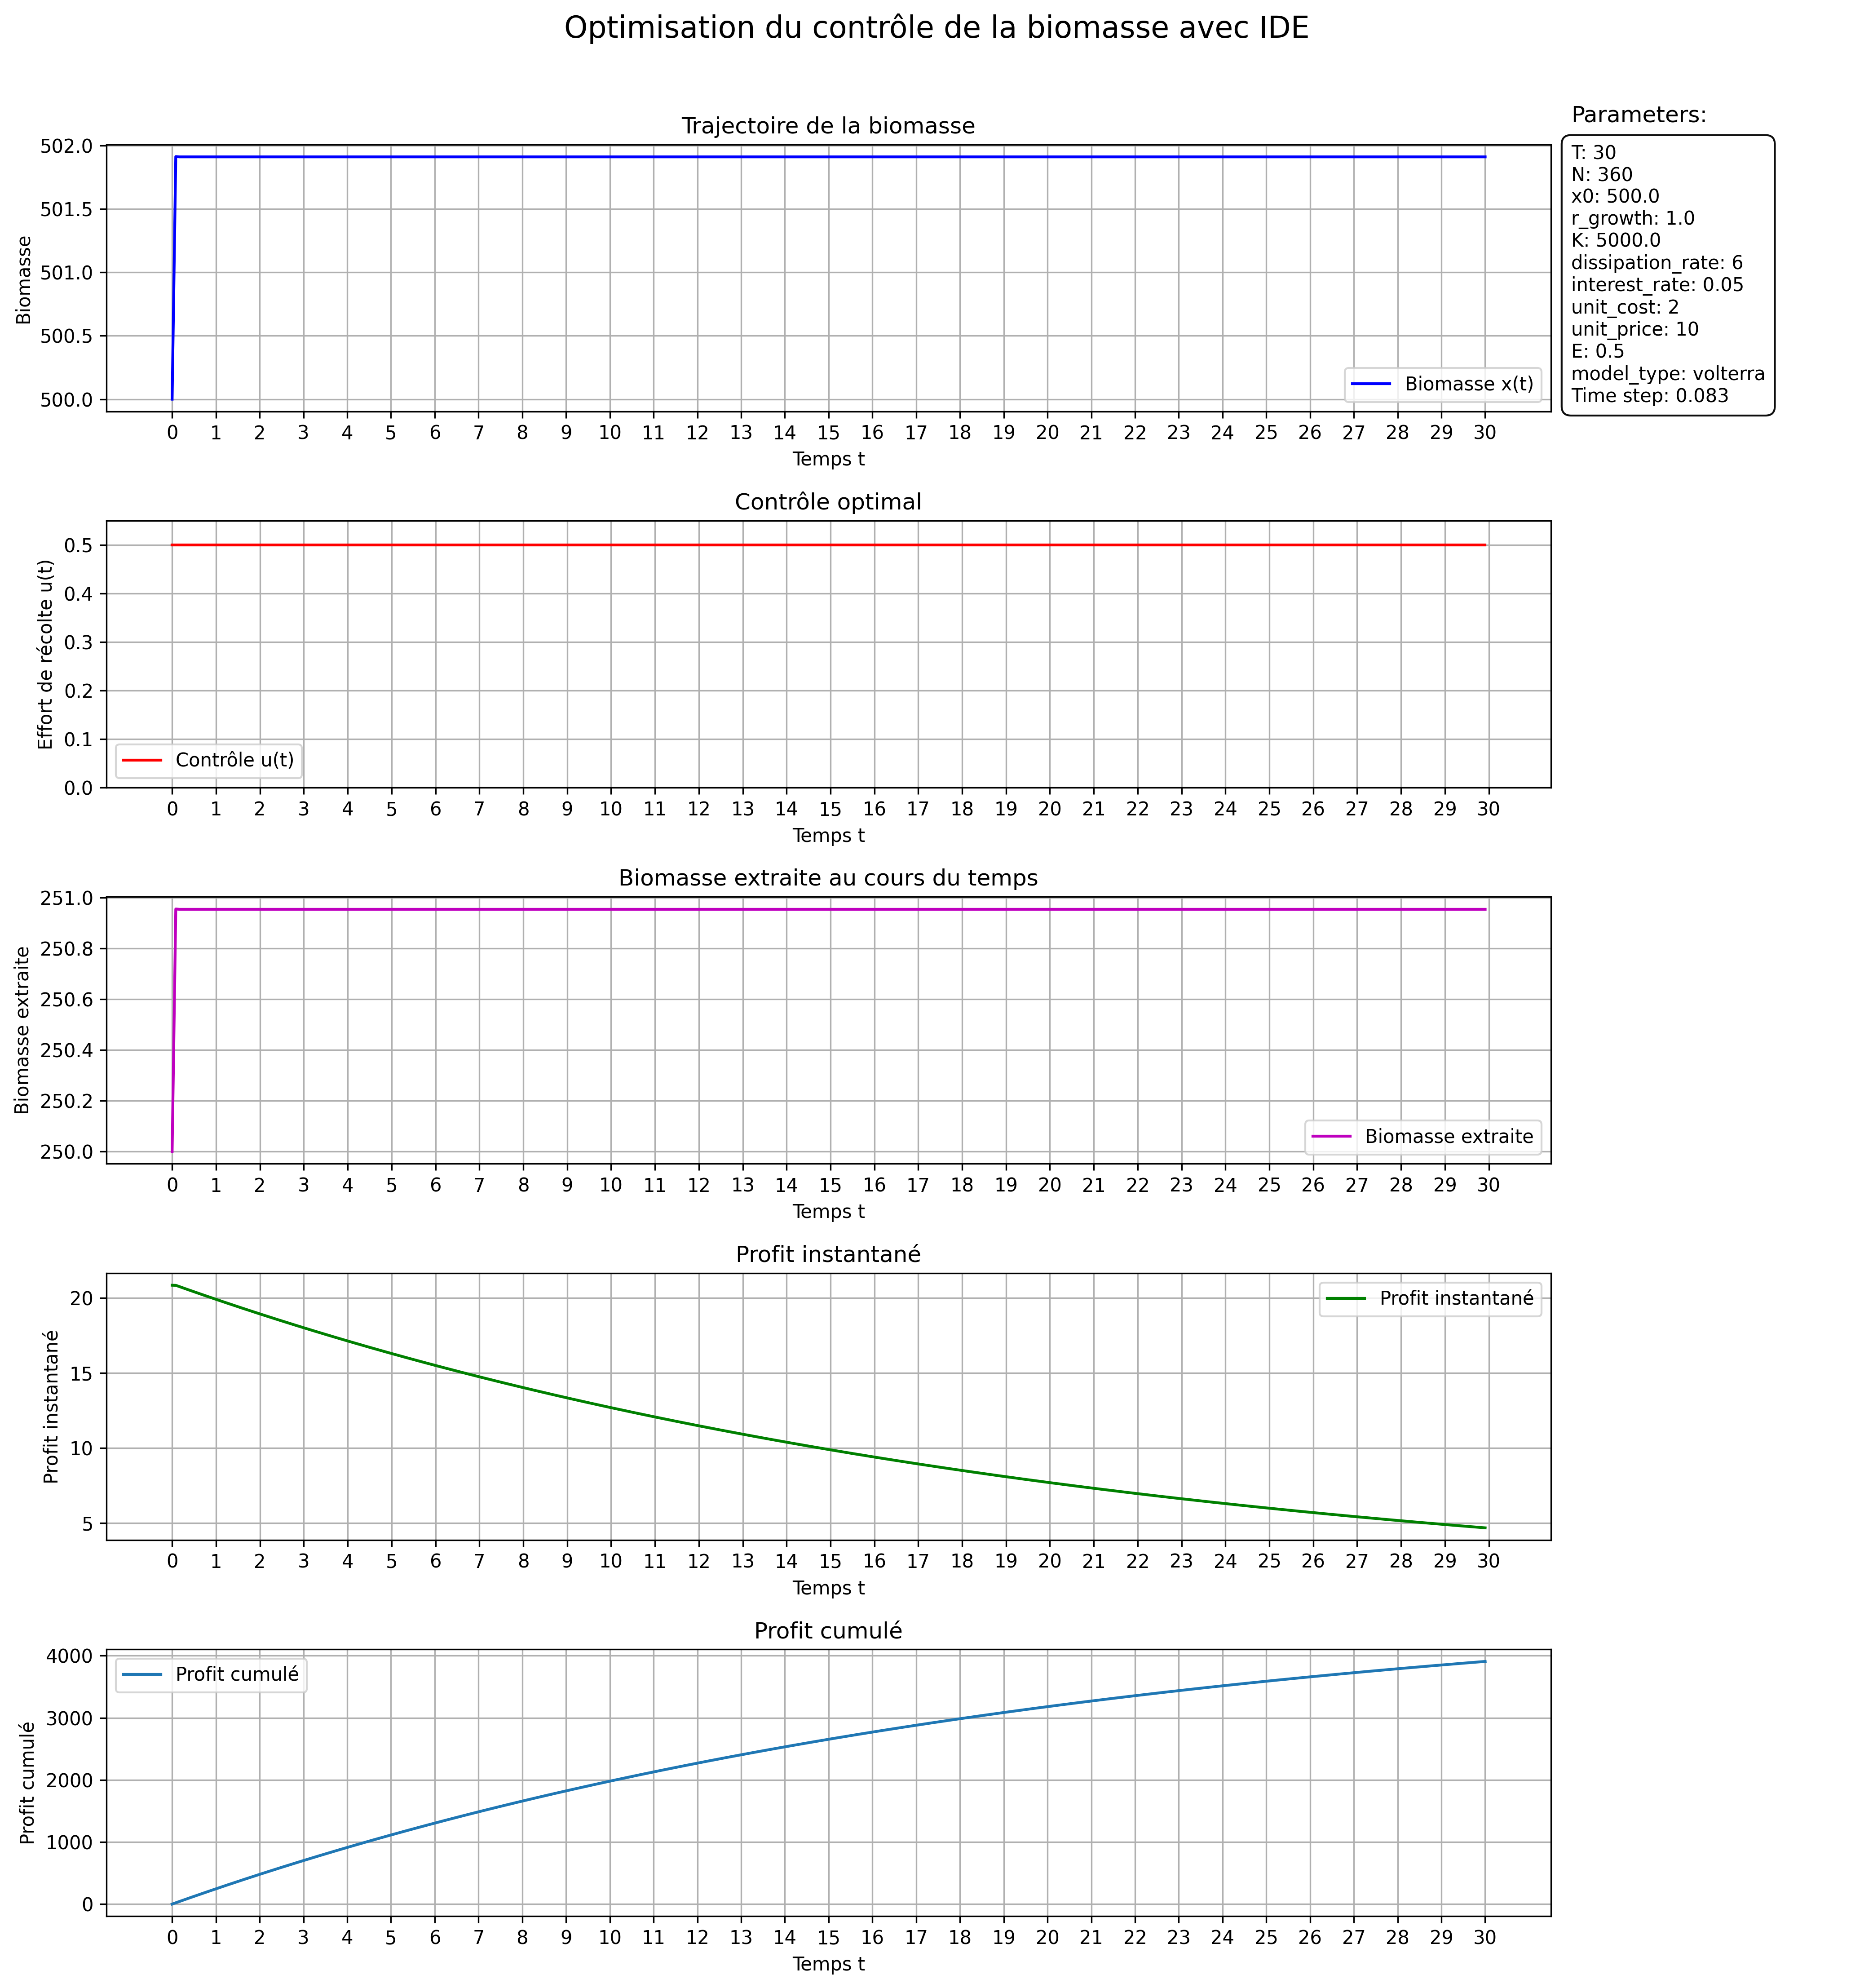 Optimisation du contrôle de la biomasse avec IDE
Trajectoire de la biomasse
Parameters:
T: 30
N: 360
x0: 500.0
r_growth: 1.0
K: 5000.0
dissipation_rate: 6
interest_rate: 0.05
unit_cost: 2
unit_price: 10
E: 0.5
model_type: volterra
Time step: 0.083
Biomasse
502.0
501.5
501.0
500.5
500.0
Biomasse x(t)
0 1 2 3 4 5 6 7 8 9 10 11 12 13 14 15 16 17 18 19 20 21 22 23 24 25 26 27 28 29 30
Temps t
Contrôle optimal
Effort de récolte u(t)
0.5
0.4
0.3
0.2
0.1
0.0
Contrôle u(t)
0 1 2 3 4 5 6 7 8 9 10 11 12 13 14 15 16 17 18 19 20 21 22 23 24 25 26 27 28 29 30
Temps t
Biomasse extraite au cours du temps
Biomasse extraite
251.0
250.8
250.6
250.4
250.2
250.0
Biomasse extraite
0 1 2 3 4 5 6 7 8 9 10 11 12 13 14 15 16 17 18 19 20 21 22 23 24 25 26 27 28 29 30
Temps t
Profit instantané
Profit instantané
20
15
10
5
Profit instantané
0 1 2 3 4 5 6 7 8 9 10 11 12 13 14 15 16 17 18 19 20 21 22 23 24 25 26 27 28 29 30
Temps t
Profit cumulé
Profit cumulé
4000
3000
2000
1000
0
Profit cumulé
0 1 2 3 4 5 6 7 8 9 10 11 12 13 14 15 16 17 18 19 20 21 22 23 24 25 26 27 28 29 30
Temps t